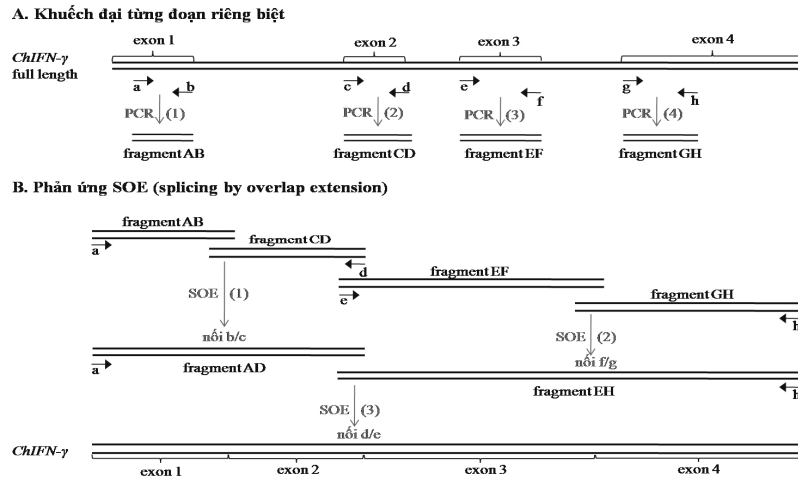 A. Khuếch đại từng đoạn riêng biệt
exon 1 exon 2 exon 3 exon 4
ChIFN-γ
full length
a b c d e f g h
PCR (1) PCR (2) PCR (3) PCR (4)
fragment AB fragment CD fragment EF fragment GH
B. Phản ứng SOE (splicing by overlap extension)
fragment AB
a fragment CD
d fragment EF
e fragment GH
SOE (1) h
SOE (2)
nối b/c
nối f/g
a fragment AD
fragment EH h
SOE (3)
nối d/e
ChIFN-γ
exon 1 exon 2 exon 3 exon 4